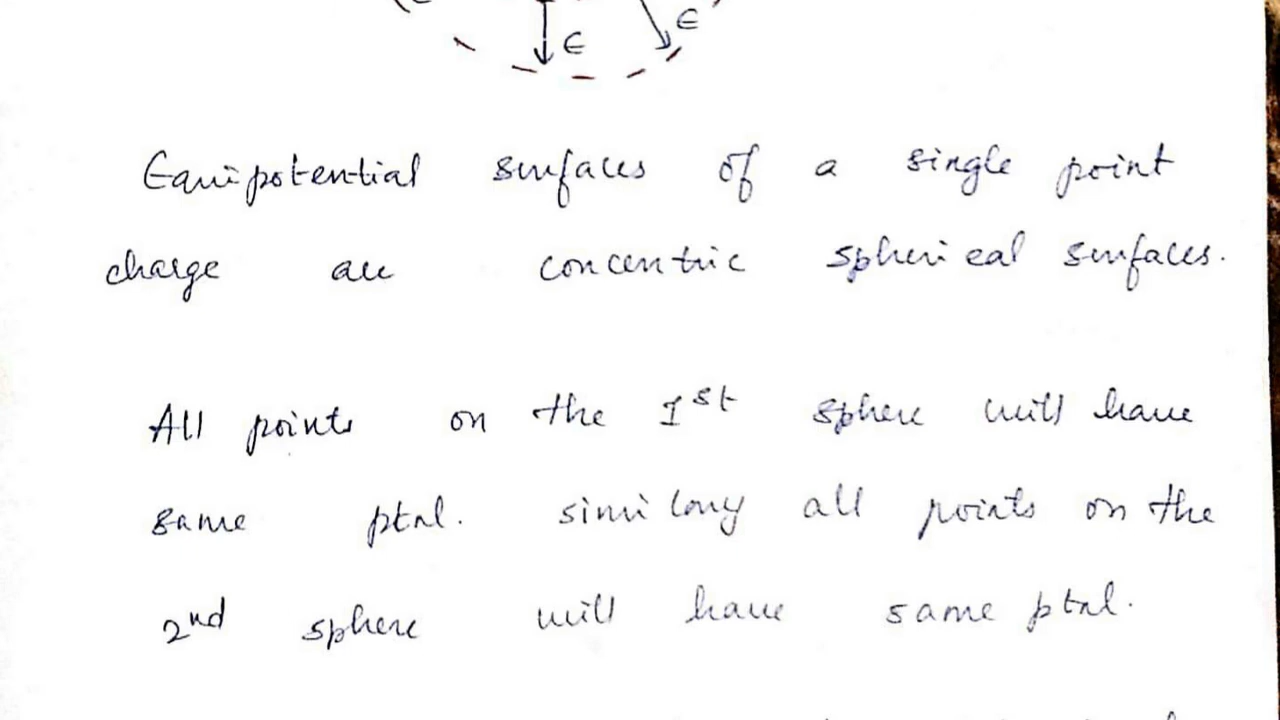 E
E
Equipotential surfaces of a single point
charge are concentric spherical surfaces.
All points on the 1st sphere will have
same ptnl. similarly all points on the
2nd sphere will have same ptnl.